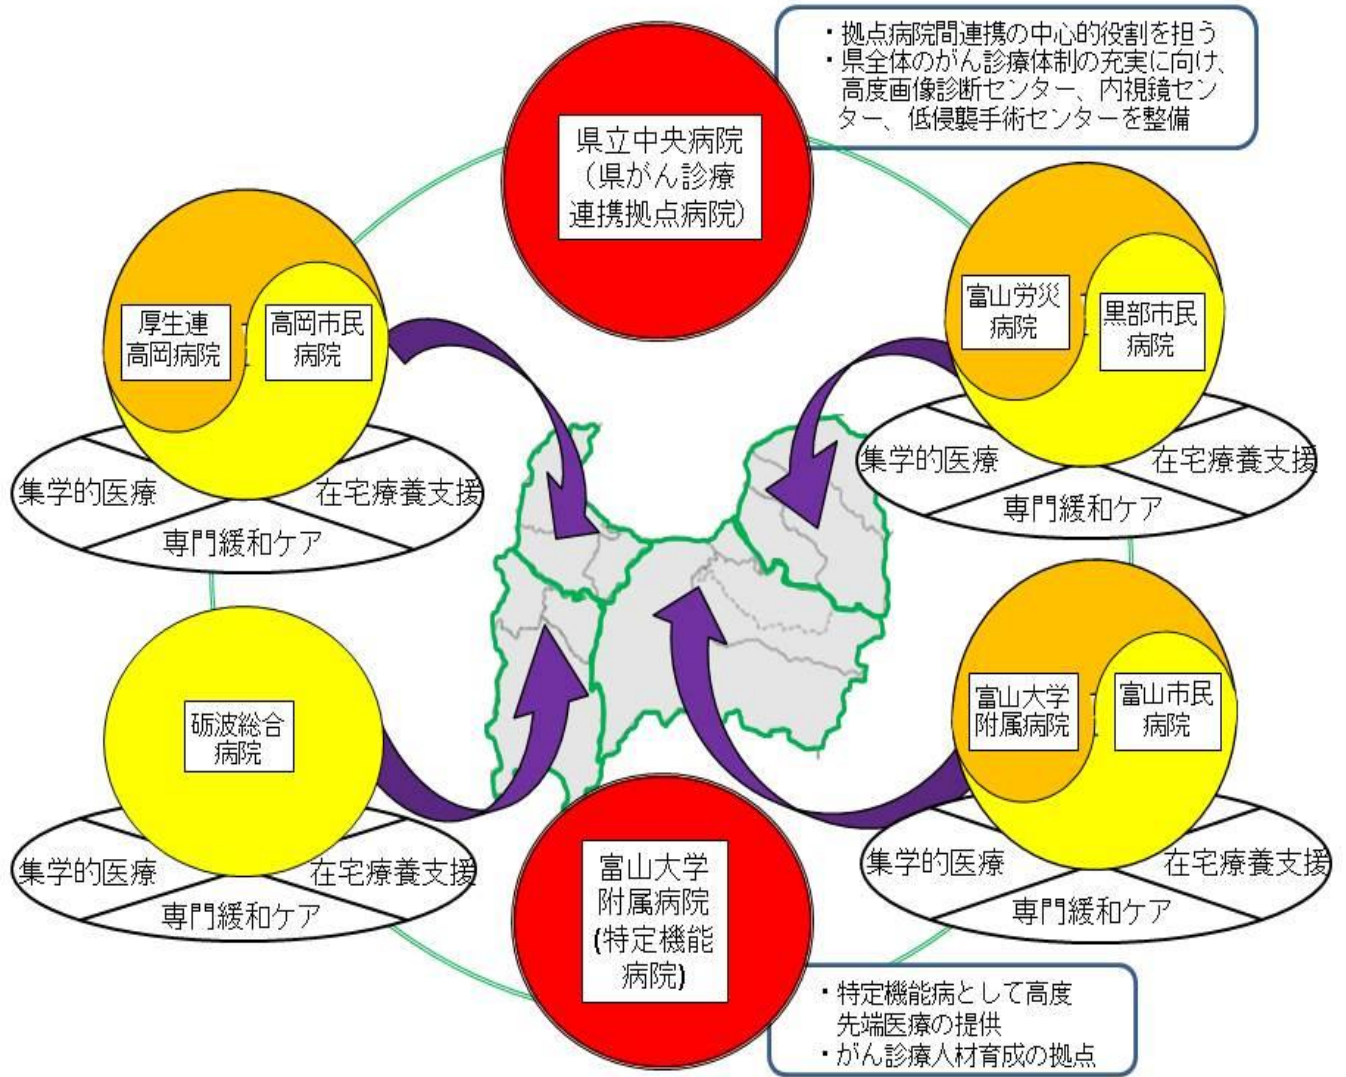 ・拠点病院間連携の中心的役割を担う
・県全体のがん診療体制の充実に向け、
高度画像診断センター、内視鏡セン
ター、低侵襲手術センターを整備
県立中央病院
（県がん診療
連携拠点病院）
厚生連
高岡病院
高岡市民
病院
集学的医療
在宅療養支援
専門緩和ケア
富山労災
病院
黒部市民
病院
集学的医療
在宅療養支援
専門緩和ケア
砺波総合
病院
集学的医療
在宅療養支援
専門緩和ケア
富山大学
附属病院
富山市民
病院
集学的医療
在宅療養支援
専門緩和ケア
富山大学
附属病院
(特定機能
病院)
・特定機能病として高度
先端医療の提供
・がん診療人材育成の拠点